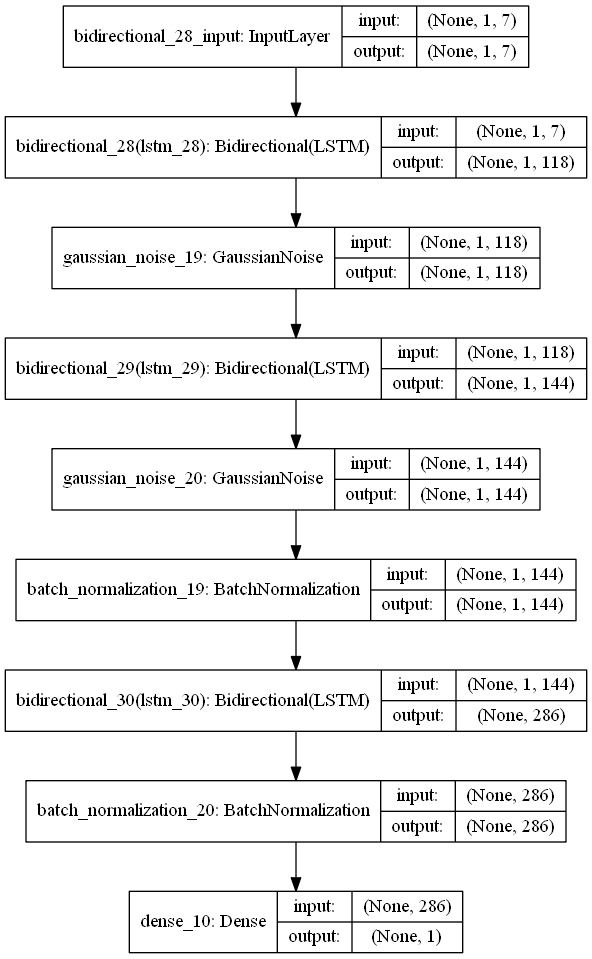 bidirectional_28_input: InputLayer
input: (None, 1, 7)
output: (None, 1, 7)
bidirectional_28(lstm_28): Bidirectional(LSTM)
input: (None, 1, 7)
output: (None, 1, 118)
gaussian_noise_19: GaussianNoise
input: (None, 1, 118)
output: (None, 1, 118)
bidirectional_29(lstm_29): Bidirectional(LSTM)
input: (None, 1, 118)
output: (None, 1, 144)
gaussian_noise_20: GaussianNoise
input: (None, 1, 144)
output: (None, 1, 144)
batch_normalization_19: BatchNormalization
input: (None, 1, 144)
output: (None, 1, 144)
bidirectional_30(lstm_30): Bidirectional(LSTM)
input: (None, 1, 144)
output: (None, 286)
batch_normalization_20: BatchNormalization
input: (None, 286)
output: (None, 286)
dense_10: Dense
input: (None, 286)
output: (None, 1)